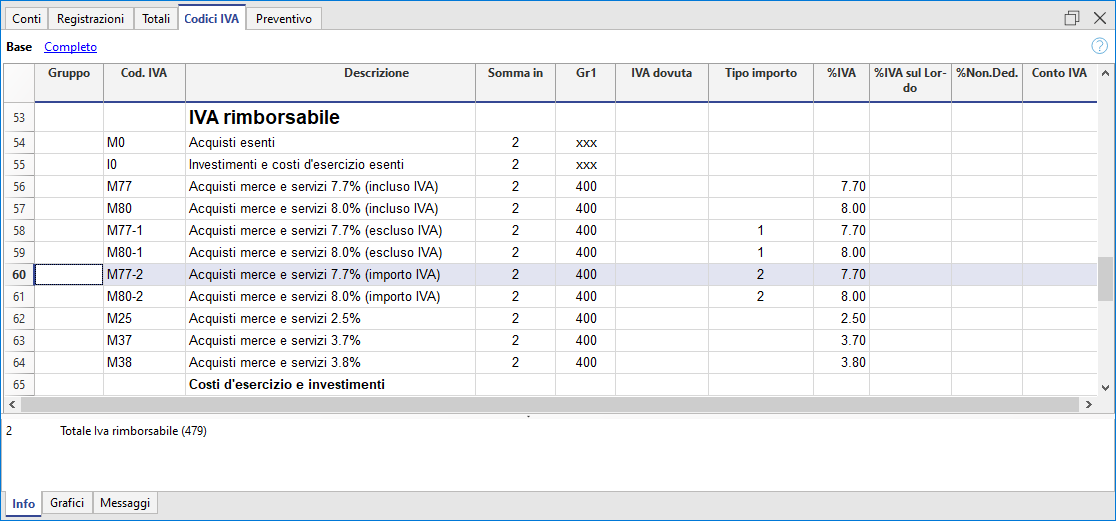 Conti Registrazioni Totali Codici IVA Preventivo
Base Completo
Gruppo Cod. IVA Descrizione Somma in Gr1 IVA dovuta Tipo importo %IVA %IVA sul Lor-do %Non.Ded. Conto IVA
53 IVA rimborsabile
54 M0 Acquisti esenti 2 xxx
55 I0 Investimenti e costi d'esercizio esenti 2 xxx
56 M77 Acquisti merce e servizi 7.7% (incluso IVA) 2 400 7.70
57 M80 Acquisti merce e servizi 8.0% (incluso IVA) 2 400 8.00
58 M77-1 Acquisti merce e servizi 7.7% (escluso IVA) 2 400 1 7.70
59 M80-1 Acquisti merce e servizi 8.0% (escluso IVA) 2 400 1 8.00
60 M77-2 Acquisti merce e servizi 7.7% (importo IVA) 2 400 2 7.70
61 M80-2 Acquisti merce e servizi 8.0% (importo IVA) 2 400 2 8.00
62 M25 Acquisti merce e servizi 2.5% 2 400 2.50
63 M37 Acquisti merce e servizi 3.7% 2 400 3.70
64 M38 Acquisti merce e servizi 3.8% 2 400 3.80
65 Costi d'esercizio e investimenti
2 Totale Iva rimborsabile (479)
Info Grafici Messaggi